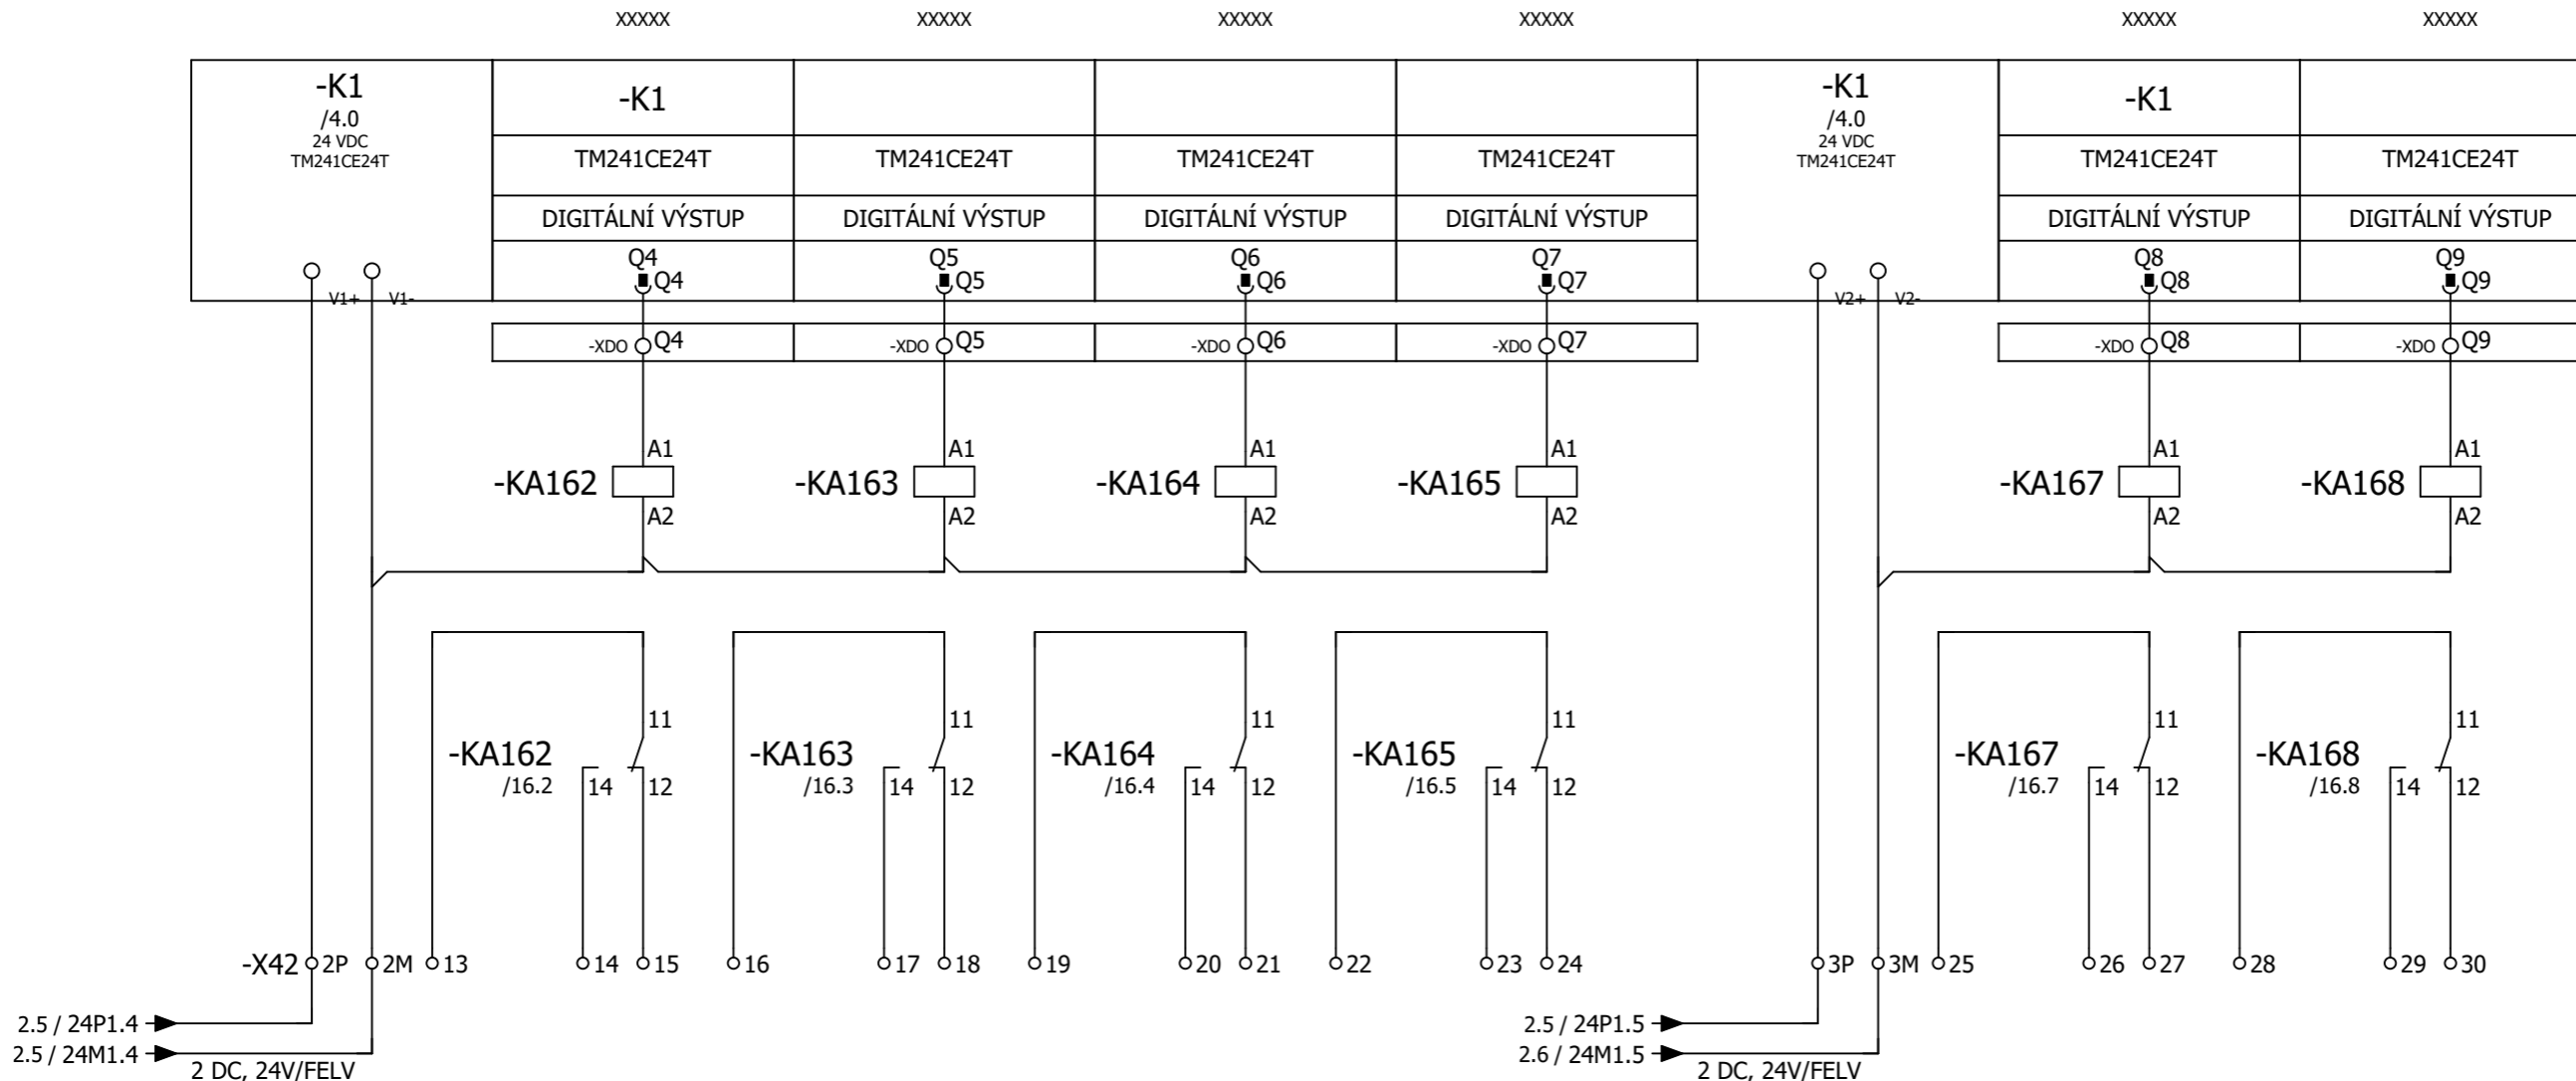 XXXXX XXXXX XXXXX XXXXX XXXXX XXXXX
-K1 -K1 -K1 -K1
/4.0 /4.0
24 VDC 24 VDC
TM241CE24T TM241CE24T TM241CE24T TM241CE24T TM241CE24T TM241CE24T TM241CE24T TM241CE24T
DIGITÁLNÍ VÝSTUP DIGITÁLNÍ VÝSTUP DIGITÁLNÍ VÝSTUP DIGITÁLNÍ VÝSTUP DIGITÁLNÍ VÝSTUP DIGITÁLNÍ VÝSTUP
Q4 Q5 Q6 Q7 Q8 Q9
Q4 Q5 Q6 Q7 Q8 Q9
V1+ V1- V2+ V2-
-XDO Q4 -XDO Q5 -XDO Q6 -XDO Q7 -XDO Q8 -XDO Q9
A1 A1 A1 A1 A1 A1
-KA162 -KA163 -KA164 -KA165 -KA167 -KA168
A2 A2 A2 A2 A2 A2
11 11 11 11 11 11
-KA162 -KA163 -KA164 -KA165 -KA167 -KA168
/16.2 14 12 /16.3 14 12 /16.4 14 12 /16.5 14 12 /16.7 14 12 /16.8 14 12
-X42 2P 2M 13 14 15 16 17 18 19 20 21 22 23 24 3P 3M 25 26 27 28 29 30
2.5 / 24P1.4 2.5 / 24P1.5
2.5 / 24M1.4 2.6 / 24M1.5
2 DC, 24V/FELV 2 DC, 24V/FELV